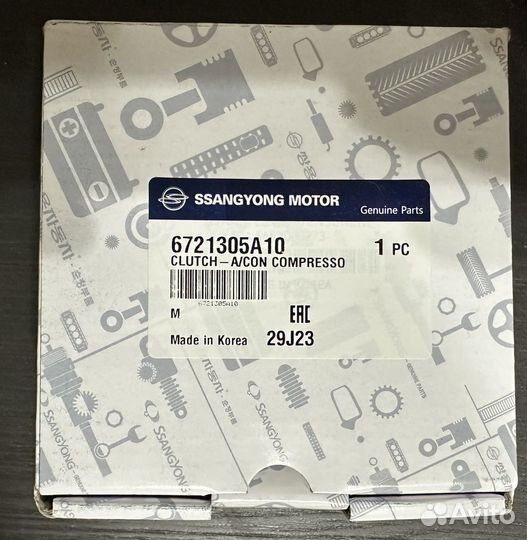 SSANGYONG MOTOR
Genuine Parts
6721305A10 1 PC
CLUTCH-A/CON COMPRESSO
6721305A10
M EAC
Made in Korea 29J23
SSANGYONG
SSANGYONG
Avito